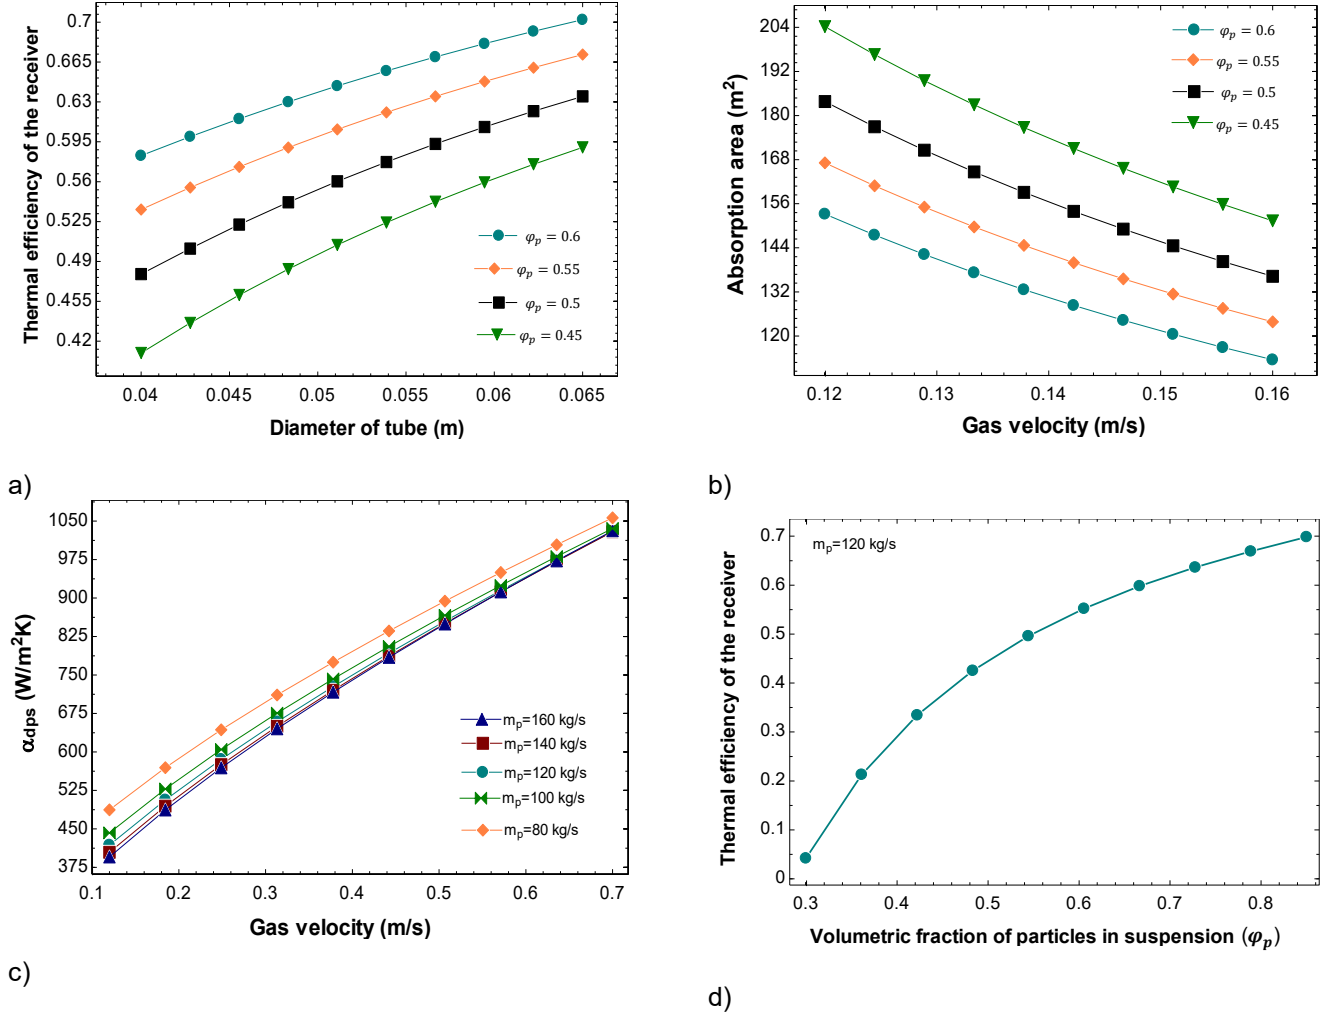 Thermal efficiency of the receiver
0.7
0.665
0.63
0.595
0.56
0.525
0.49
0.455
0.42
φp = 0.6
φp = 0.55
φp = 0.5
φp = 0.45
0.04 0.045 0.05 0.055 0.06 0.065
Diameter of tube (m)
a)
Absorption area (m²)
204
192
180
168
156
144
132
120
φp = 0.6
φp = 0.55
φp = 0.5
φp = 0.45
0.12 0.13 0.14 0.15 0.16
Gas velocity (m/s)
b)
αdps (W/m²K)
1050
975
900
825
750
675
600
525
450
375
mp=160 kg/s
mp=140 kg/s
mp=120 kg/s
mp=100 kg/s
mp=80 kg/s
0.1 0.2 0.3 0.4 0.5 0.6 0.7
Gas velocity (m/s)
c)
Thermal efficiency of the receiver
0.7
0.6
0.5
0.4
0.3
0.2
0.1
0
mp=120 kg/s
0.3 0.4 0.5 0.6 0.7 0.8
Volumetric fraction of particles in suspension (φp)
d)